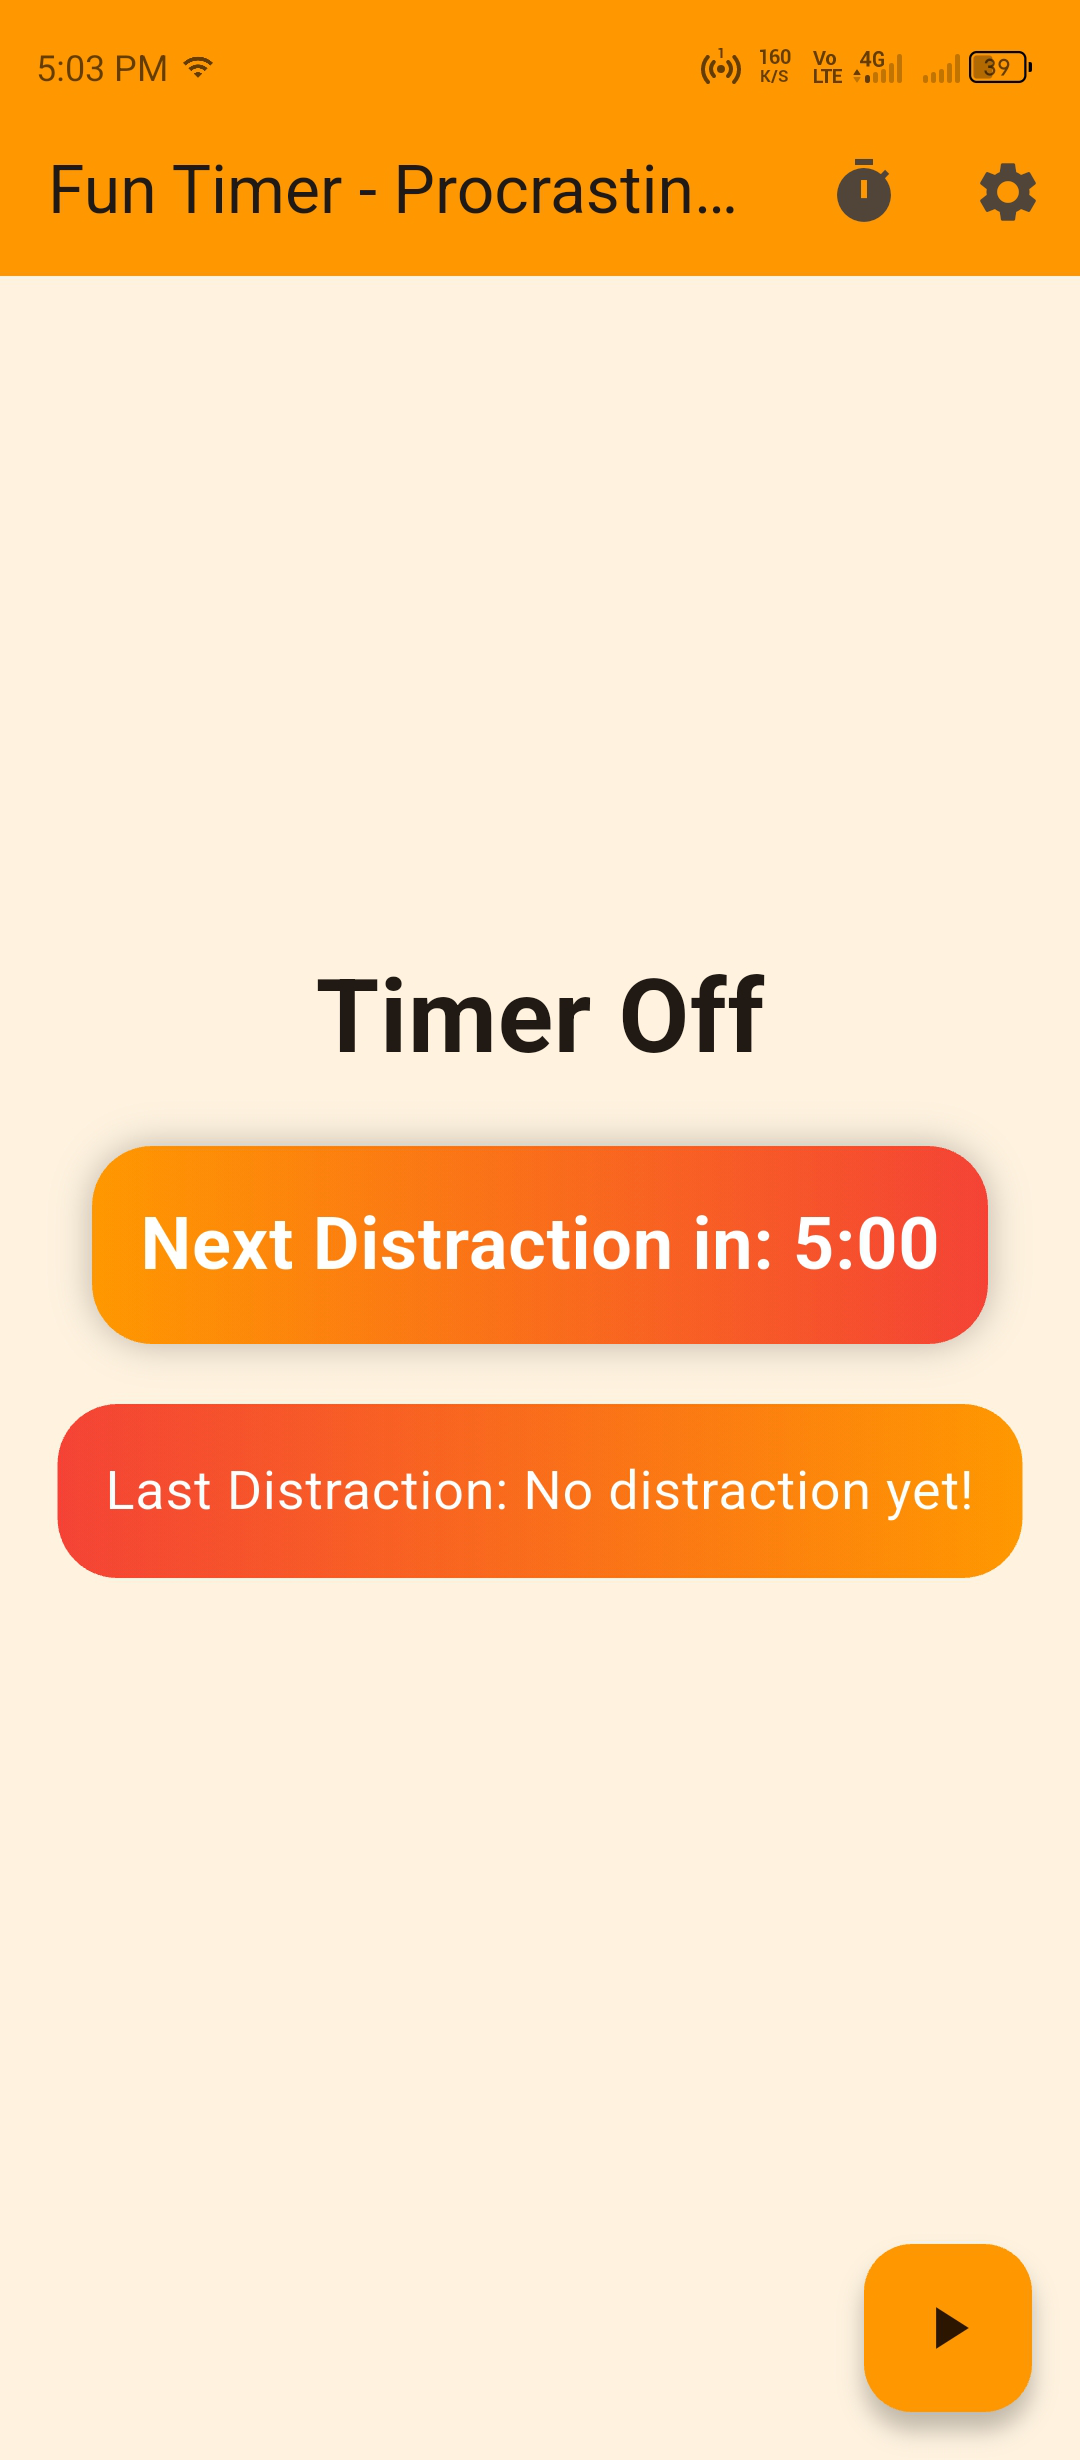 5:03 PM
1
160 K/S
Vo LTE
4G
39
Fun Timer - Procrastin...
Timer Off
Next Distraction in: 5:00
Last Distraction: No distraction yet!